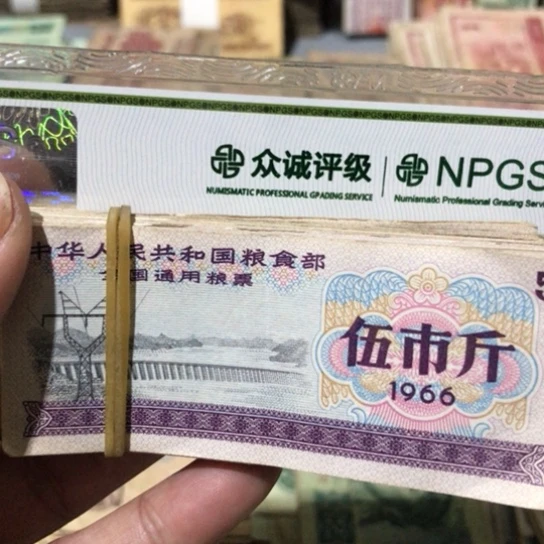 众诚评级 NPGS
NUMISMATIC PROFESSIONAL GRADING SERVICE Numismatic Professional Grading Serv
中华人民共和国粮食部
全国通用粮票
伍市斤
1966